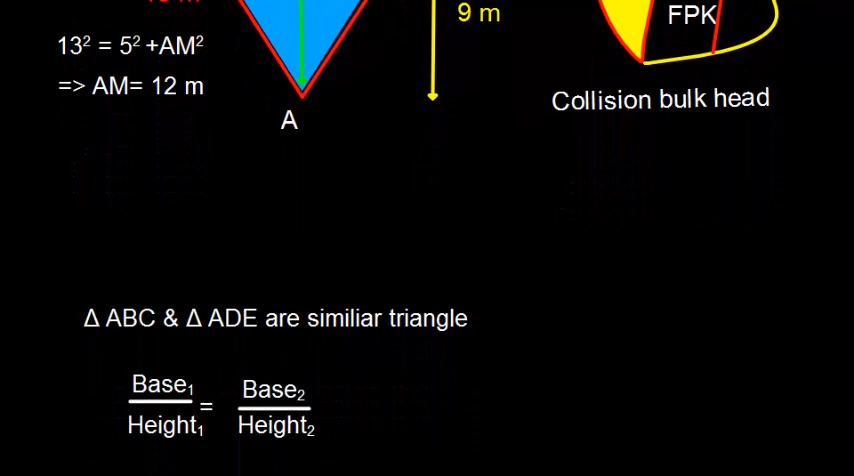 9 m
FPK
13² = 5² +AM²
=> AM= 12 m
A
Collision bulk head
Δ ABC & Δ ADE are similiar triangle
Base₁ = Base₂
Height₁ Height₂